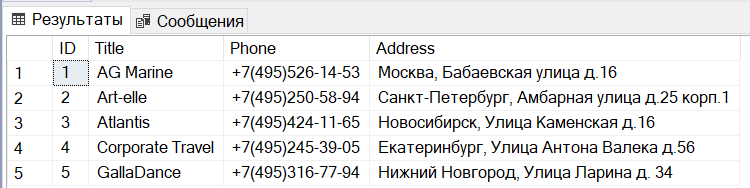 Результаты Сообщения
ID Title Phone Address
1 1 AG Marine +7(495)526-14-53 Москва, Бабаевская улица д.16
2 2 Art-elle +7(495)250-58-94 Санкт-Петербург, Амбарная улица д.25 корп.1
3 3 Atlantis +7(495)424-11-65 Новосибирск, Улица Каменская д.16
4 4 Corporate Travel +7(495)245-39-05 Екатеринбург, Улица Антона Валека д.56
5 5 GallaDance +7(495)316-77-94 Нижний Новгород, Улица Ларина д. 34